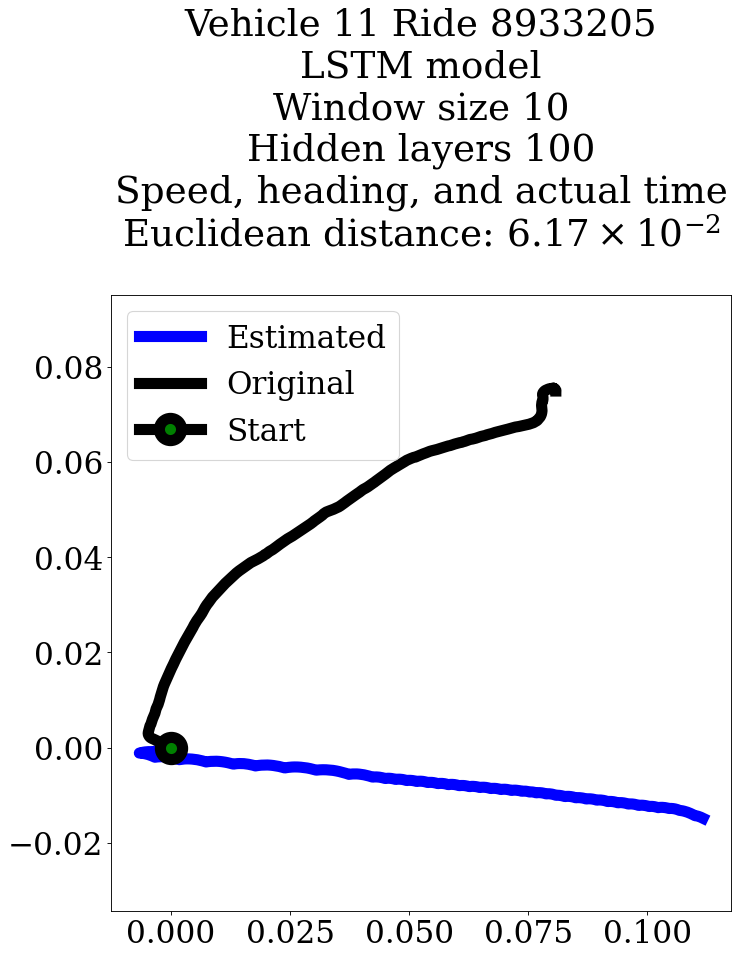 Vehicle 11 Ride 8933205
LSTM model
Window size 10
Hidden layers 100
Speed, heading, and actual time
Euclidean distance: 6.17 × 10⁻²
Estimated
Original
Start
0.08
0.06
0.04
0.02
0.00
−0.02
0.000 0.025 0.050 0.075 0.100